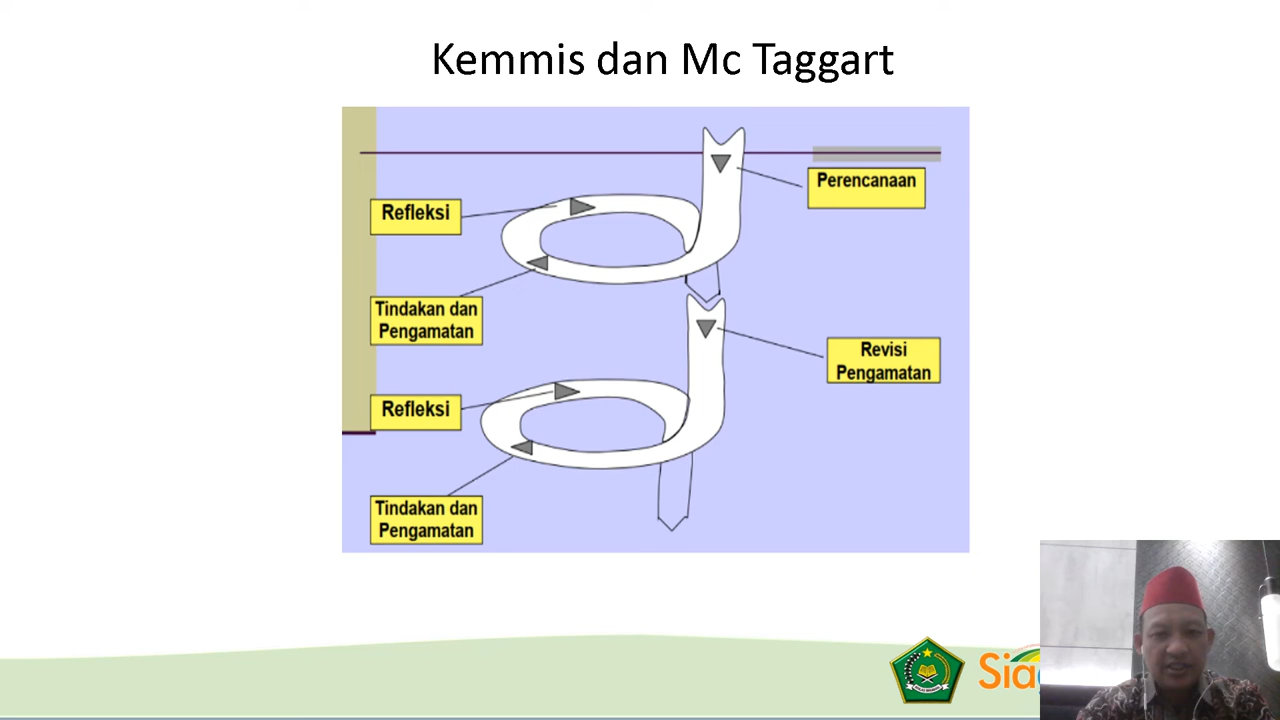 Kemmis dan Mc Taggart
Perencanaan
Refleksi
Tindakan dan
Pengamatan
Revisi
Pengamatan
Refleksi
Tindakan dan
Pengamatan